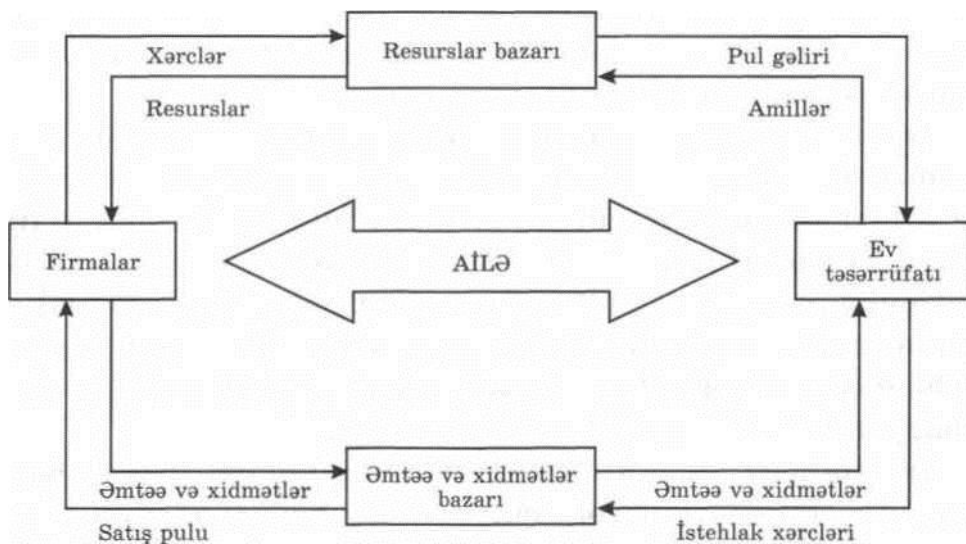 Xərclər
Resurslar bazarı
Pul gəliri
Resurslar
Amillər
Firmalar
AİLƏ
Ev
təsərrüfatı
Əmtəə və xidmətlər
Əmtəə və xidmətlər
bazarı
Əmtəə və xidmətlər
Satış pulu
İstehlak xərcləri